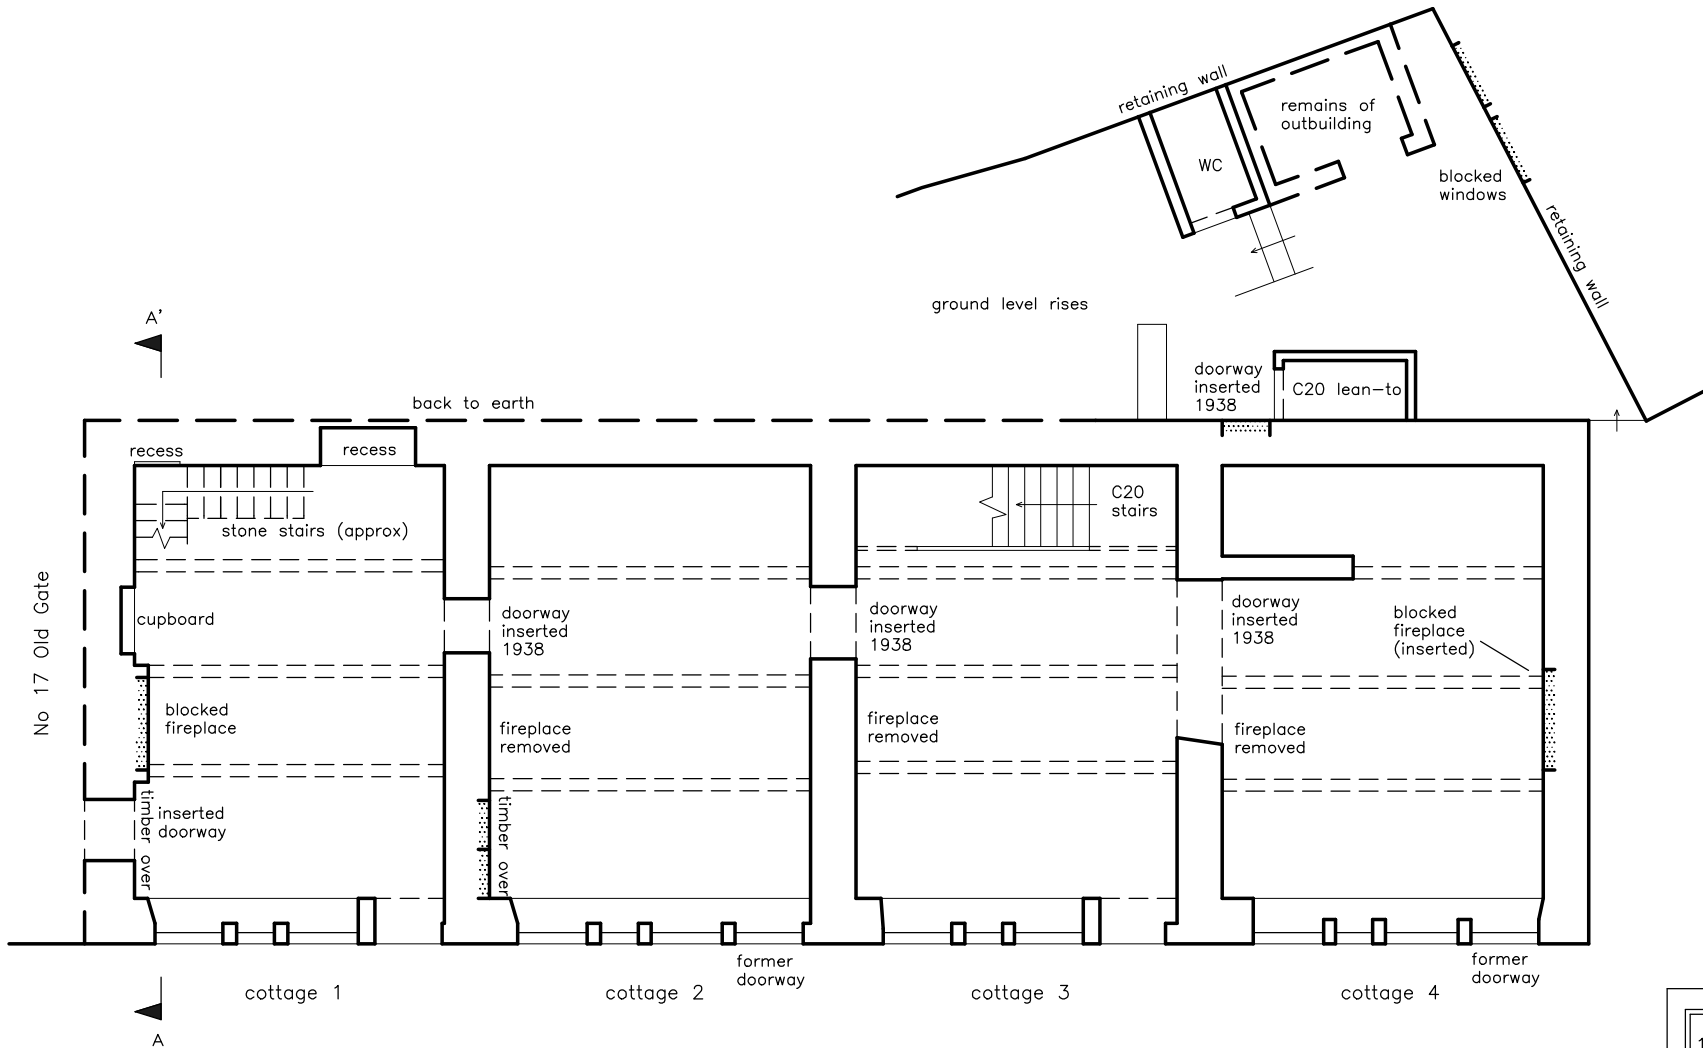 retaining wall
remains of
outbuilding
WC
blocked
windows
retaining wall
ground level rises
A'
doorway
inserted
1938
C20 lean-to
back to earth
recess
recess
stone stairs (approx)
C20
stairs
No 17 Old Gate
cupboard
doorway
inserted
1938
doorway
inserted
1938
doorway
inserted
1938
blocked
fireplace
(inserted)
blocked
fireplace
fireplace
removed
fireplace
removed
fireplace
removed
timber over
inserted
doorway
timber over
former
doorway
former
doorway
cottage 1
cottage 2
cottage 3
cottage 4
A